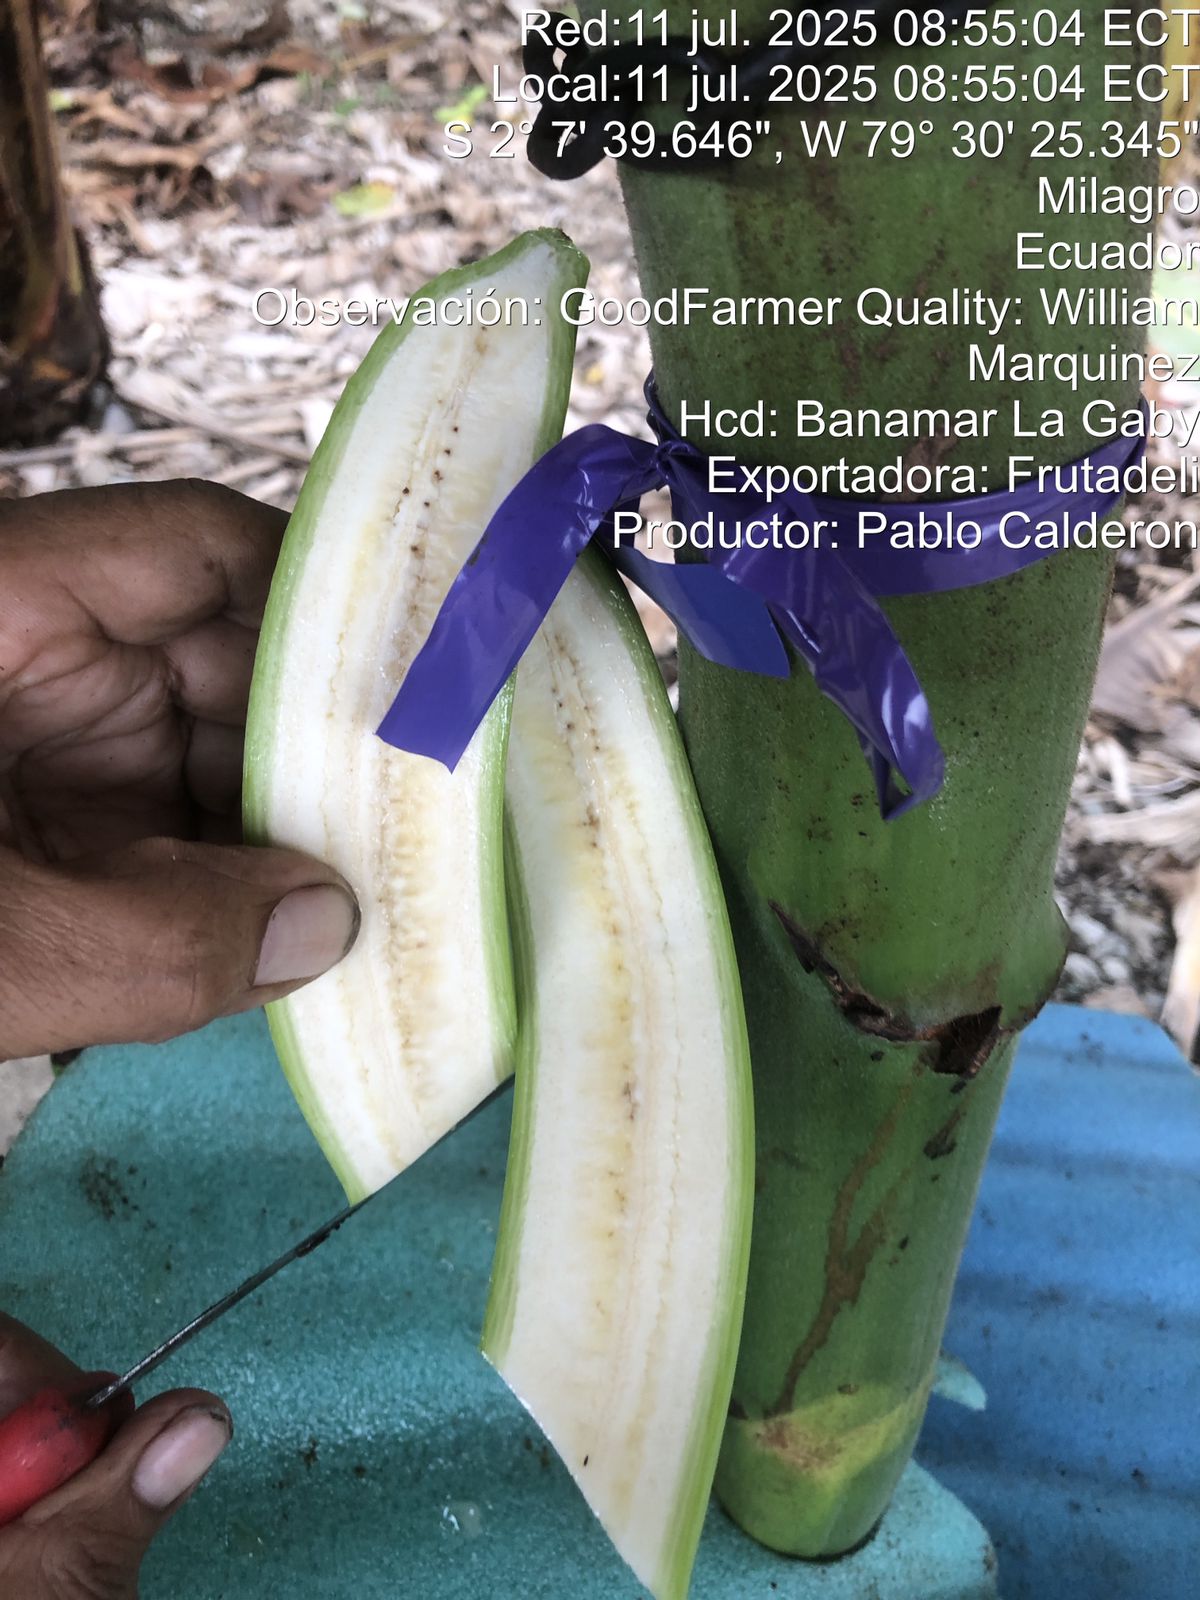 Red:11 jul. 2025 08:55:04 ECT
Local:11 jul. 2025 08:55:04 ECT
S 2° 7' 39.646", W 79° 30' 25.345"
Milagro
Ecuador
Observación: GoodFarmer Quality: William
Marquinez
Hcd: Banamar La Gaby
Exportadora: Frutadeli
Productor: Pablo Calderon